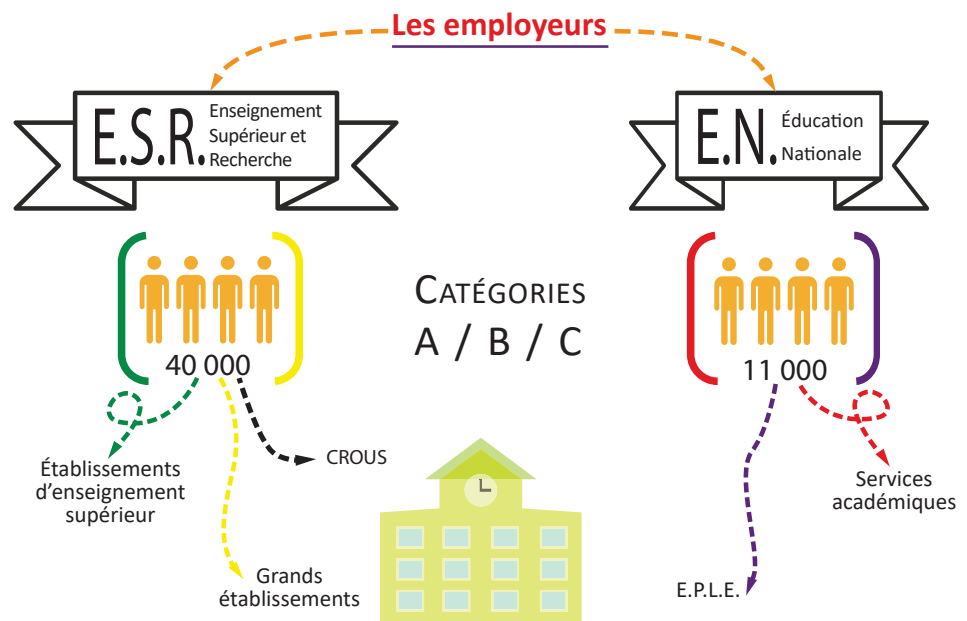 Les employeurs
E.S.R.
Enseignement
Supérieur et
Recherche
E.N.
Éducation
Nationale
CATÉGORIES
A / B / C
40 000
11 000
CROUS
Établissements
d’enseignement
supérieur
Services
académiques
Grands
établissements
E.P.L.E.